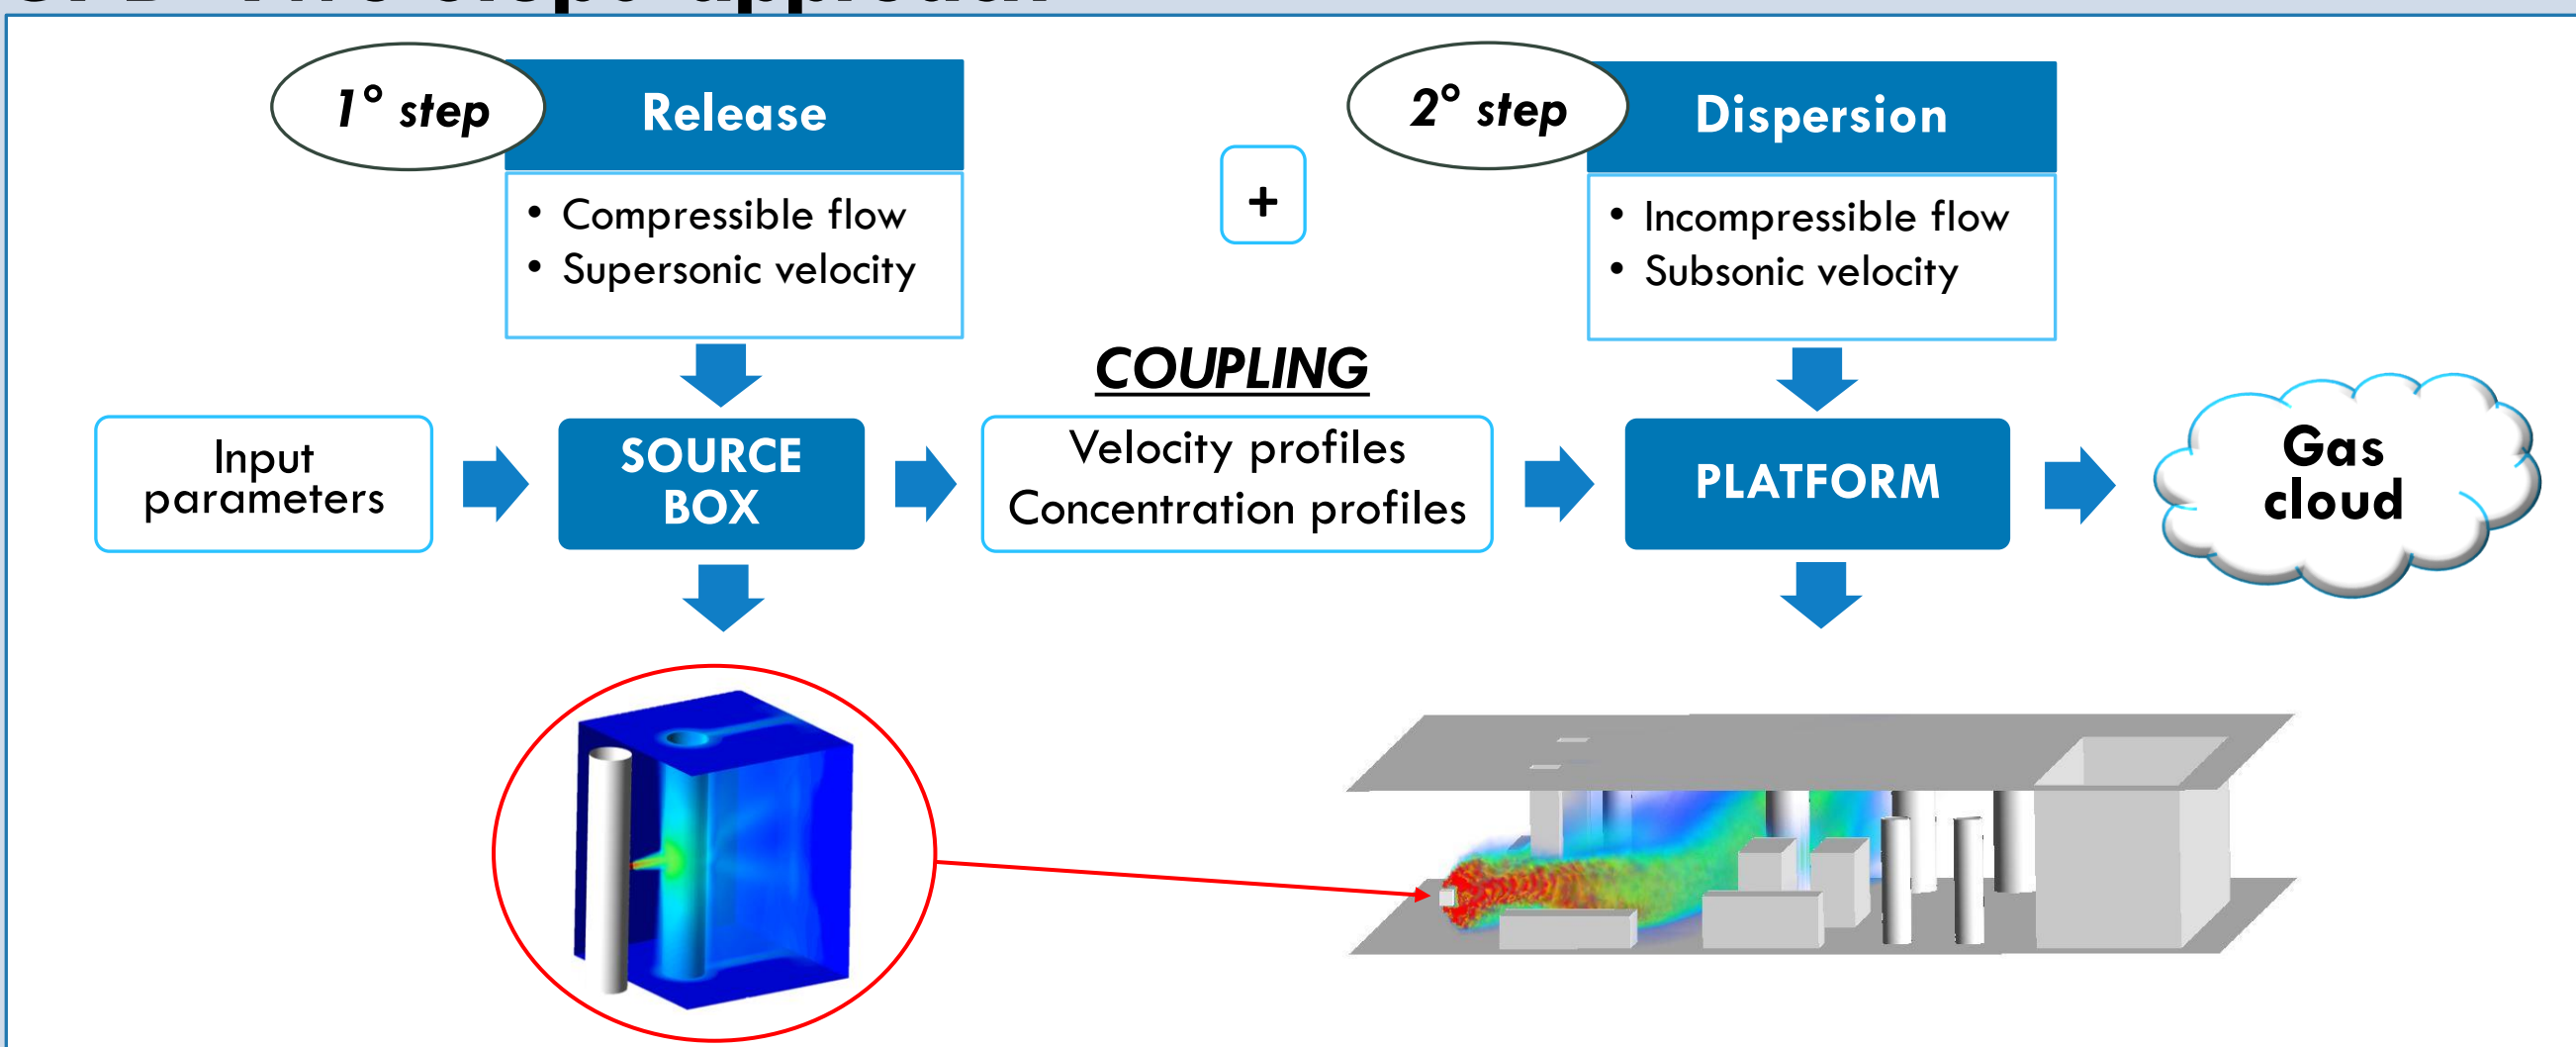 1° step
Release
• Compressible flow
• Supersonic velocity
+
2° step
Dispersion
• Incompressible flow
• Subsonic velocity
COUPLING
Input
parameters
SOURCE
BOX
Velocity profiles
Concentration profiles
PLATFORM
Gas
cloud